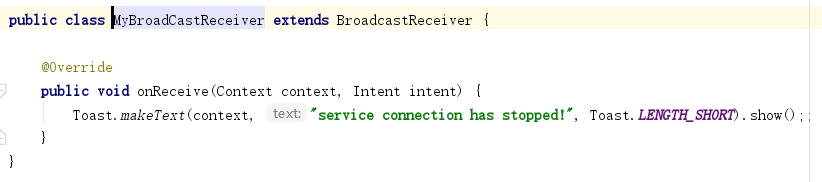 public class MyBroadCastReceiver extends BroadcastReceiver {
@Override
public void onReceive(Context context, Intent intent) {
Toast.makeText(context, text: "service connection has stopped!", Toast.LENGTH_SHORT).show();;
}
}